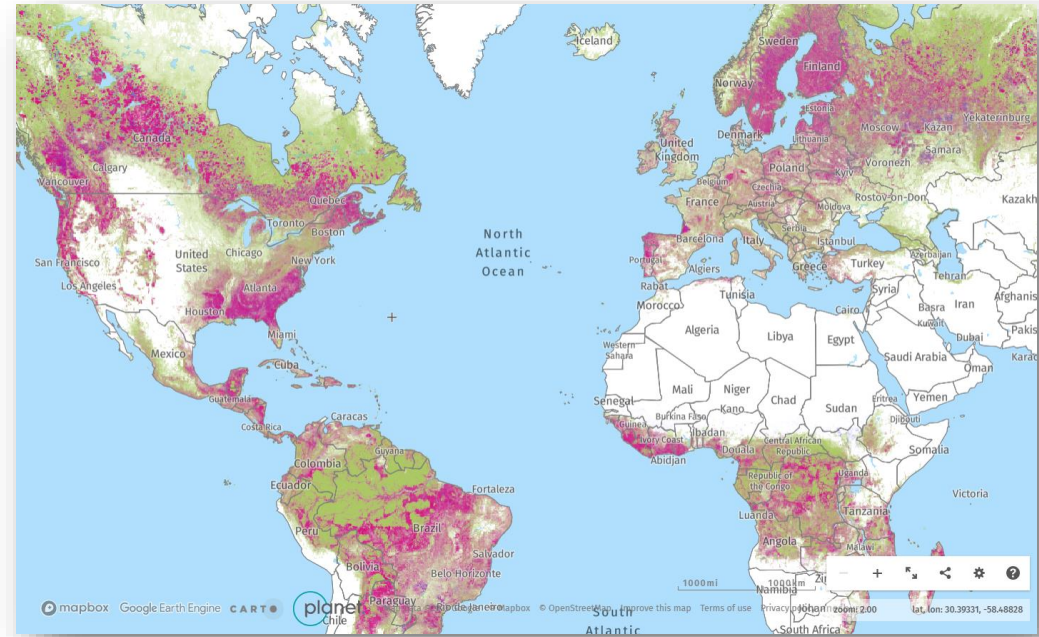 Iceland
Sweden
Finland
Norway
Estonia
Canada
Yekaterinburg
Moscow
Kazan
Denmark
Lithuania
United
Kingdom
Samara
Calgary
Voronezh
Poland
Kyiv
Vancouver
Belgium
Czechia
Quebec
France
Austria
Moldova
Rostov-on-Don
Kazakh
Toronto
Boston
North
Atlantic
Ocean
Serbia
Barcelona
Italy
Istanbul
United
States
Chicago
New York
Portugal
Greece
Turkey
Azerbaijan
San Francisco
Algiers
Tehran
Los Angeles
Atlanta
Rabat
Tunisia
Syria
Iran
Afghanis
Morocco
Houston
Cairo
Basra
Kuwait
Miami
Algeria
Libya
Egypt
Dubai
Pakis
Western
Sahara
Saudi Arabia
Karac
Mexico
Cuba
Oman
Mali
Niger
Chad
Sudan
Yemen
Guatemala
Senegal
Kano
Eritrea
Caracas
Burkina Faso
Djibouti
Costa Rica
Guinea
Ivory Coast
Ibadan
Central African
Republic
Guyana
Douala
Somalia
Abidjan
Colombia
Republic of
the Congo
Uganda
Ecuador
Fortaleza
Victoria
Luanda
Tanzania
Peru
Brazil
Angola
Malawi
Salvador
Bolivia
Belo Horizonte
1000mi
1000km
Namibia
Paraguay
Rio de Janeiro
Chile
South
Atlantic
South Africa
mapbox
Google Earth Engine
CARTO
planet
Mapbox © OpenStreetMap Improve this map Terms of use
zoom: 2.00
lat, lon: 30.39331, -58.48828